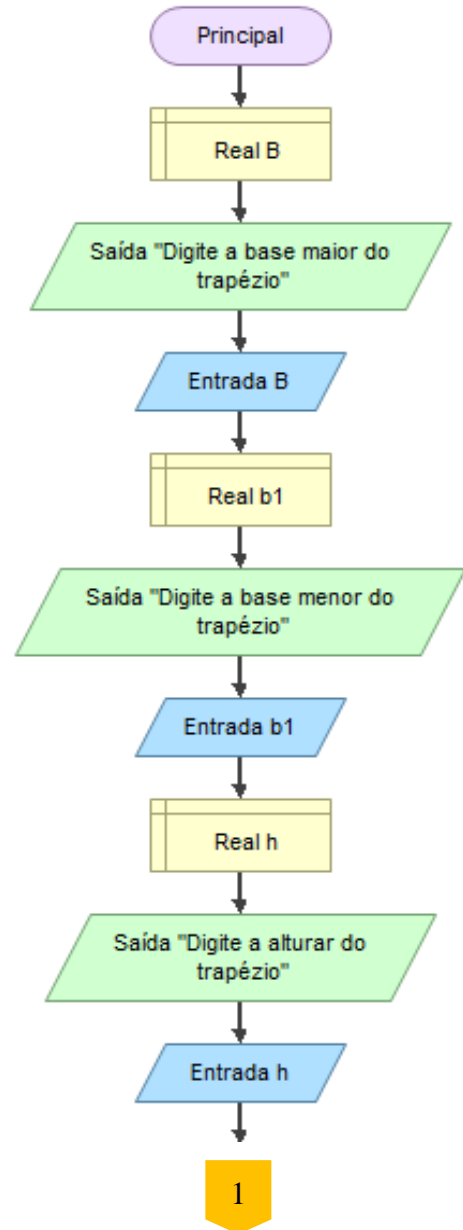 Principal
Real B
Saída "Digite a base maior do
trapézio"
Entrada B
Real b1
Saída "Digite a base menor do
trapézio"
Entrada b1
Real h
Saída "Digite a alturar do
trapézio"
Entrada h
1